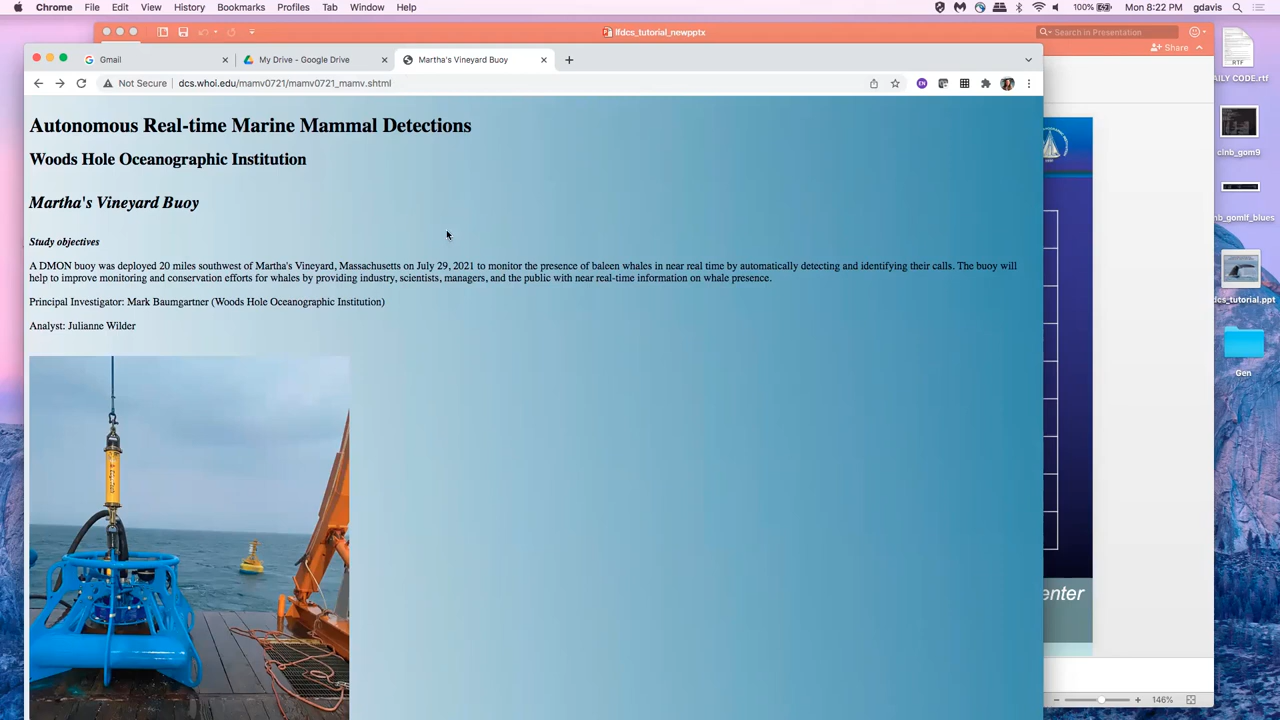 Chrome File Edit View History Bookmarks Profiles Tab Window Help 100% Mon 8:22 PM gdavis
lfdcs_tutorial_newpptx Search in Presentation
Share
Gmail My Drive - Google Drive Martha's Vineyard Buoy
Not Secure dcs.whoi.edu/mamv0721/mamv0721_mamv.shtml
Autonomous Real-time Marine Mammal Detections
Woods Hole Oceanographic Institution
Martha's Vineyard Buoy
Study objectives
A DMON buoy was deployed 20 miles southwest of Martha's Vineyard, Massachusetts on July 29, 2021 to monitor the presence of baleen whales in near real time by automatically detecting and identifying their calls. The buoy will
help to improve monitoring and conservation efforts for whales by providing industry, scientists, managers, and the public with near real-time information on whale presence.
Principal Investigator: Mark Baumgartner (Woods Hole Oceanographic Institution)
Analyst: Julianne Wilder
enter
146%
RTF
AILY CODE.rtf
clnb_gom9
nb_gomlf_blues
dcs_tutorial.ppt
Gen